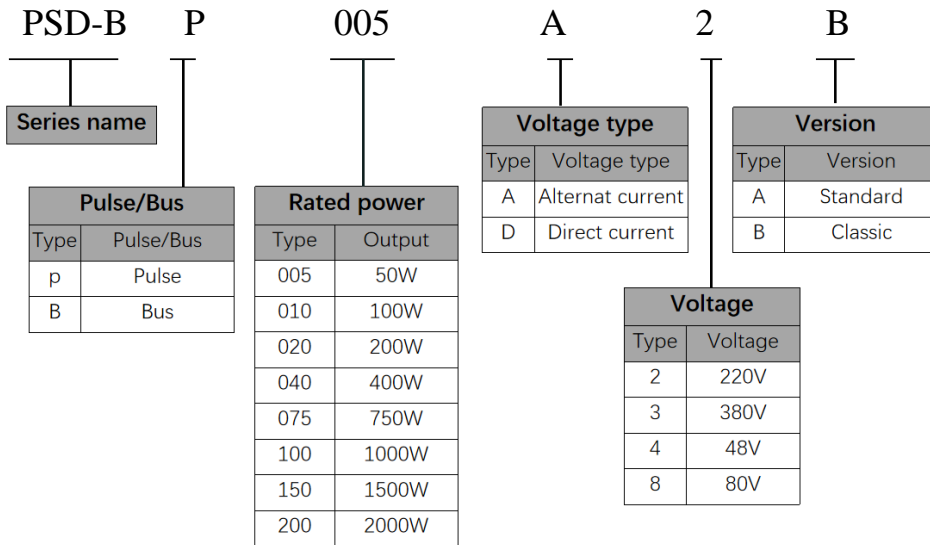 PSD-B P 005 A 2 B
Series name
Pulse/Bus
Type Pulse/Bus
p Pulse
B Bus
Rated power
Type Output
005 50W
010 100W
020 200W
040 400W
075 750W
100 1000W
150 1500W
200 2000W
Voltage type
Type Voltage type
A Alternat current
D Direct current
Voltage
Type Voltage
2 220V
3 380V
4 48V
8 80V
Version
Type Version
A Standard
B Classic